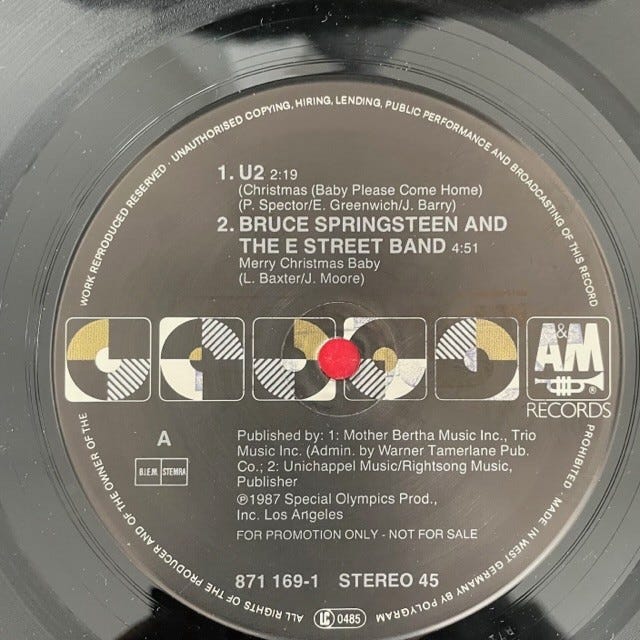 WORK REPRODUCED RESERVED · UNAUTHORISED COPYING, HIRING, LENDING, PUBLIC PERFORMANCE AND BROADCASTING OF THIS RECORD
1. U2 2:19
(Christmas (Baby Please Come Home)
(P. Spector/E. Greenwich/J. Barry)
2. BRUCE SPRINGSTEEN AND
THE E STREET BAND 4:51
Merry Christmas Baby
(L. Baxter/J. Moore)
A&M
®
RECORDS
A
B.I.E.M. STEMRA
Published by: 1: Mother Bertha Music Inc., Trio
Music Inc. (Admin. by Warner Tamerlane Pub.
Co.; 2: Unichappel Music/Rightsong Music,
Publisher
℗1987 Special Olympics Prod.,
Inc. Los Angeles
FOR PROMOTION ONLY - NOT FOR SALE
871 169-1 STEREO 45
LC 0485
ALL RIGHTS OF THE PRODUCER AND OF THE OWNER OF THE
PROHIBITED · MADE IN WEST GERMANY BY POLYGRAM